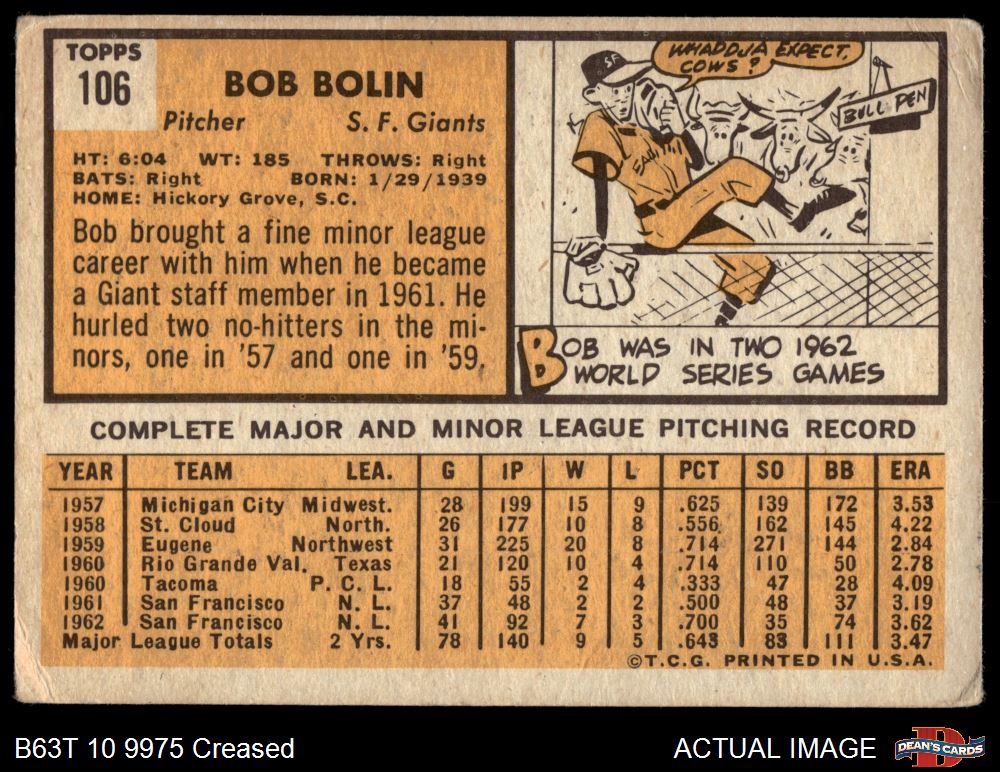 TOPPS
106
BOB BOLIN
Pitcher S. F. Giants
HT: 6:04 WT: 185 THROWS: Right
BATS: Right BORN: 1/29/1939
HOME: Hickory Grove, S.C.
Bob brought a fine minor league
career with him when he became
a Giant staff member in 1961. He
hurled two no-hitters in the mi-
nors, one in '57 and one in '59.
WHADDJA EXPECT,
COWS?
SF
BULL PEN
BOB WAS IN TWO 1962
WORLD SERIES GAMES
COMPLETE MAJOR AND MINOR LEAGUE PITCHING RECORD
YEAR TEAM LEA. G IP W L PCT SO BB ERA
1957 Michigan City Midwest. 28 199 15 9 .625 139 172 3.53
1958 St. Cloud North. 26 177 10 8 .556 162 145 4.22
1959 Eugene Northwest 31 225 20 8 .714 271 144 2.84
1960 Rio Grande Val. Texas 21 120 10 4 .714 110 50 2.78
1960 Tacoma P. C. L. 18 55 2 4 .333 47 28 4.09
1961 San Francisco N. L. 37 48 2 2 .500 48 37 3.19
1962 San Francisco N. L. 41 92 7 3 .700 35 74 3.62
Major League Totals 2 Yrs. 78 140 9 5 .643 83 111 3.47
©T.C.G. PRINTED IN U.S.A.
B63T 10 9975 Creased
ACTUAL IMAGE
DEAN'S CARDS